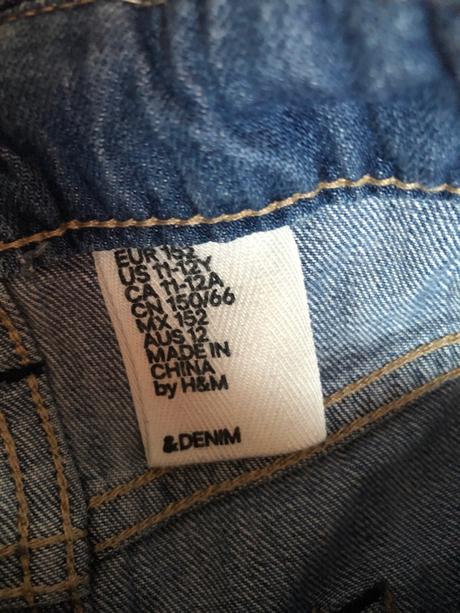 EUR 152
US 11-12Y
CA 11-12A
CN 150/66
MX 152
AUS 12
MADE IN
CHINA
by H&M
&DENIM